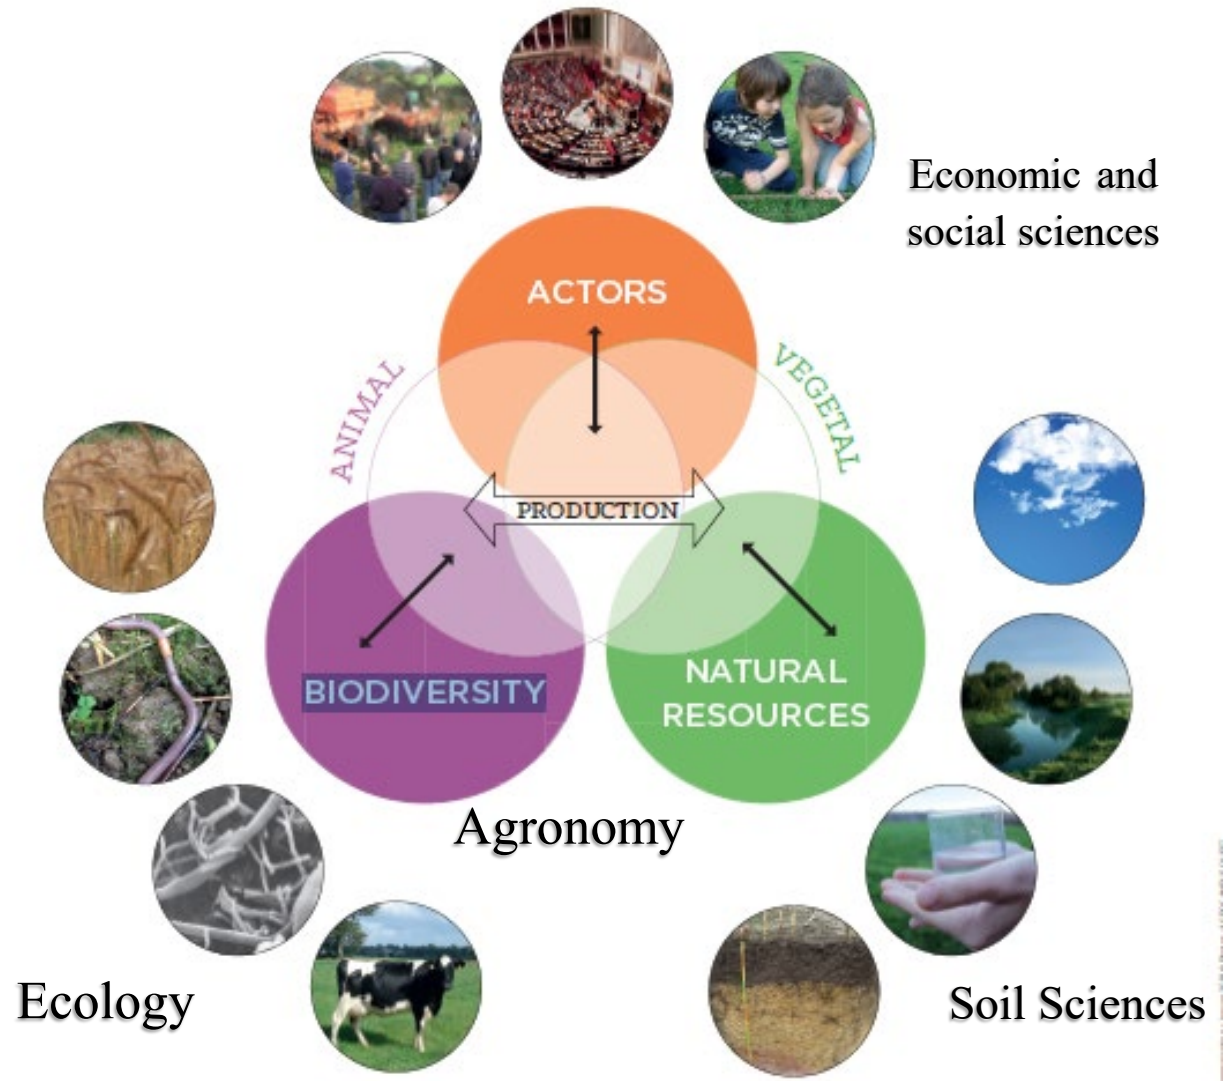 Economic and
social sciences
ACTORS
ANIMAL
VEGETAL
PRODUCTION
BIODIVERSITY
NATURAL
RESOURCES
Agronomy
Ecology
Soil Sciences